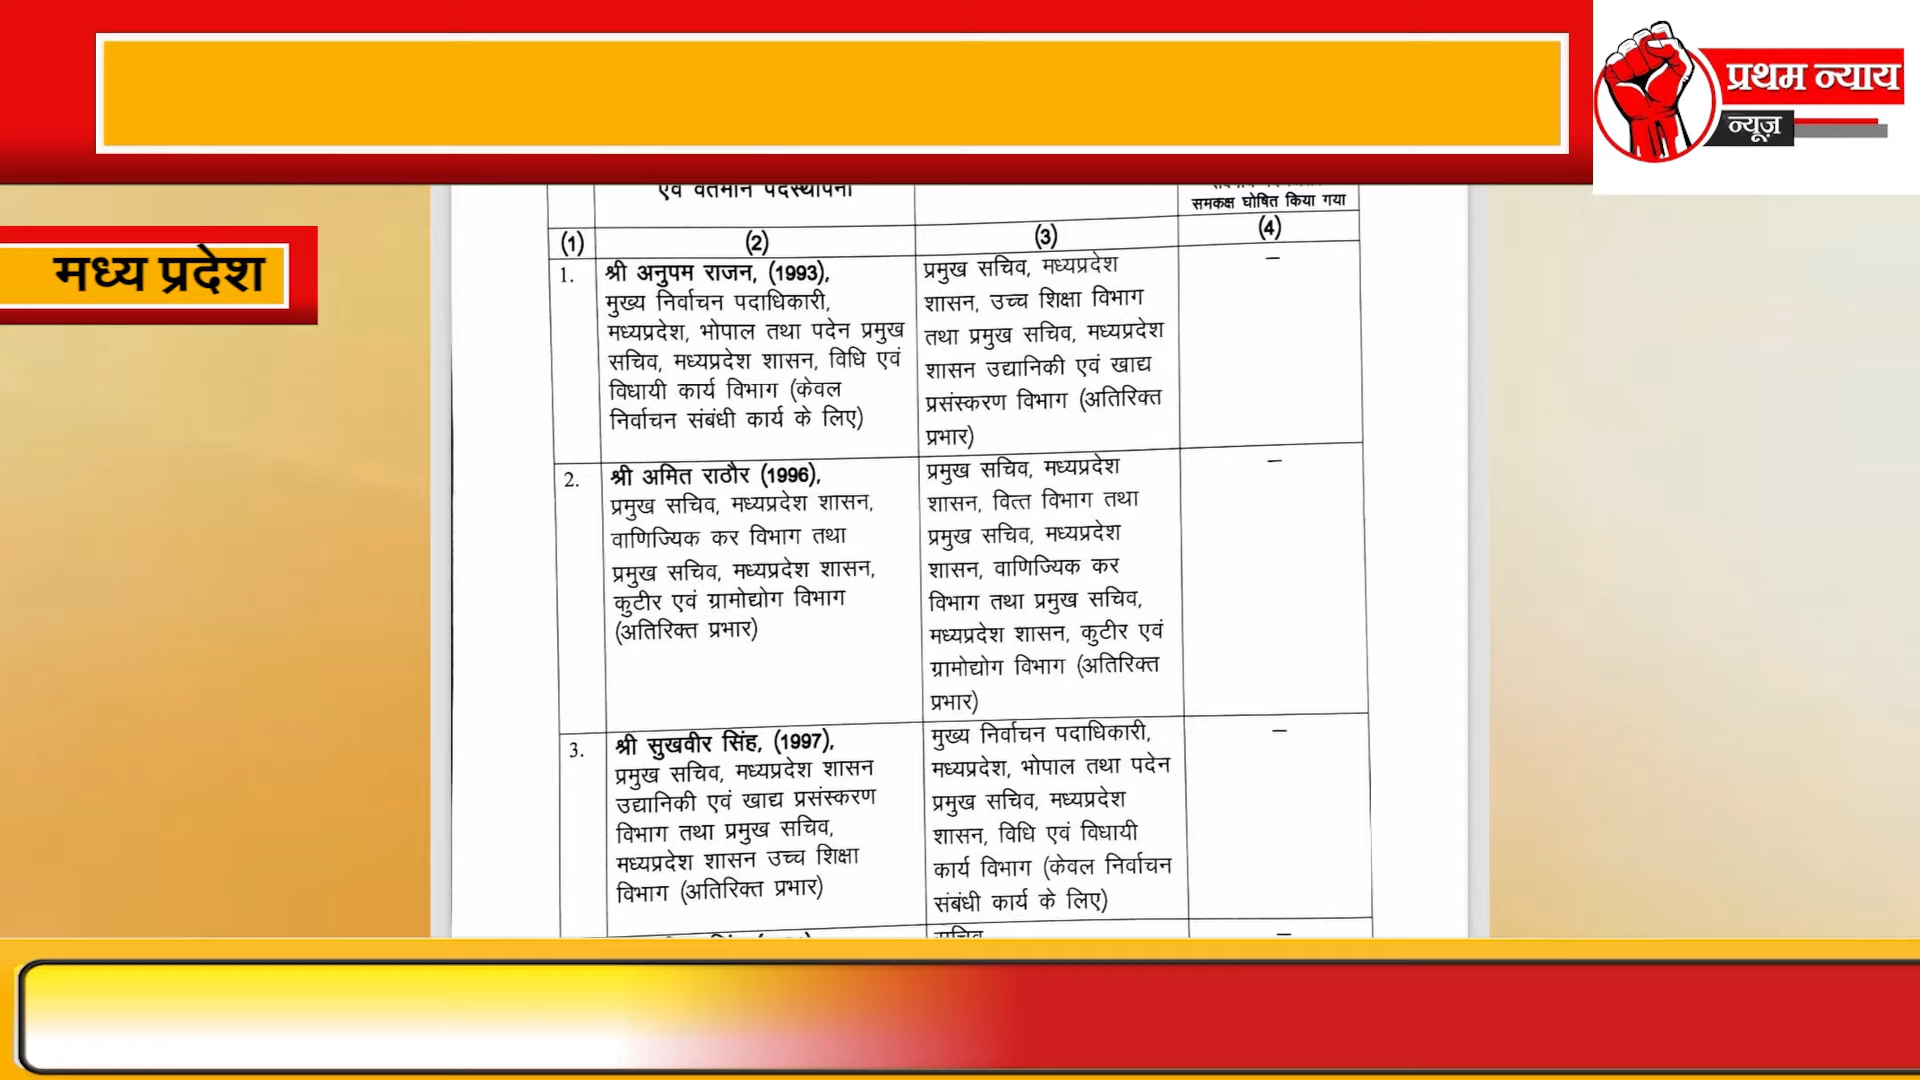 प्रथम न्याय
न्यूज़
मध्य प्रदेश
एवं वर्तमान पदस्थापना
समकक्ष घोषित किया गया
(1) (2) (3) (4)
1.
श्री अनुपम राजन, (1993),
मुख्य निर्वाचन पदाधिकारी,
मध्यप्रदेश, भोपाल तथा पदेन प्रमुख
सचिव, मध्यप्रदेश शासन, विधि एवं
विधायी कार्य विभाग (केवल
निर्वाचन संबंधी कार्य के लिए)
प्रमुख सचिव, मध्यप्रदेश
शासन, उच्च शिक्षा विभाग
तथा प्रमुख सचिव, मध्यप्रदेश
शासन उद्यानिकी एवं खाद्य
प्रसंस्करण विभाग (अतिरिक्त
प्रभार)
–
2.
श्री अमित राठौर (1996),
प्रमुख सचिव, मध्यप्रदेश शासन,
वाणिज्यिक कर विभाग तथा
प्रमुख सचिव, मध्यप्रदेश शासन,
कुटीर एवं ग्रामोद्योग विभाग
(अतिरिक्त प्रभार)
प्रमुख सचिव, मध्यप्रदेश
शासन, वित्त विभाग तथा
प्रमुख सचिव, मध्यप्रदेश
शासन, वाणिज्यिक कर
विभाग तथा प्रमुख सचिव,
मध्यप्रदेश शासन, कुटीर एवं
ग्रामोद्योग विभाग (अतिरिक्त
प्रभार)
–
3.
श्री सुखवीर सिंह, (1997),
प्रमुख सचिव, मध्यप्रदेश शासन
उद्यानिकी एवं खाद्य प्रसंस्करण
विभाग तथा प्रमुख सचिव,
मध्यप्रदेश शासन उच्च शिक्षा
विभाग (अतिरिक्त प्रभार)
मुख्य निर्वाचन पदाधिकारी,
मध्यप्रदेश, भोपाल तथा पदेन
प्रमुख सचिव, मध्यप्रदेश
शासन, विधि एवं विधायी
कार्य विभाग (केवल निर्वाचन
संबंधी कार्य के लिए)
–
सचिव
–